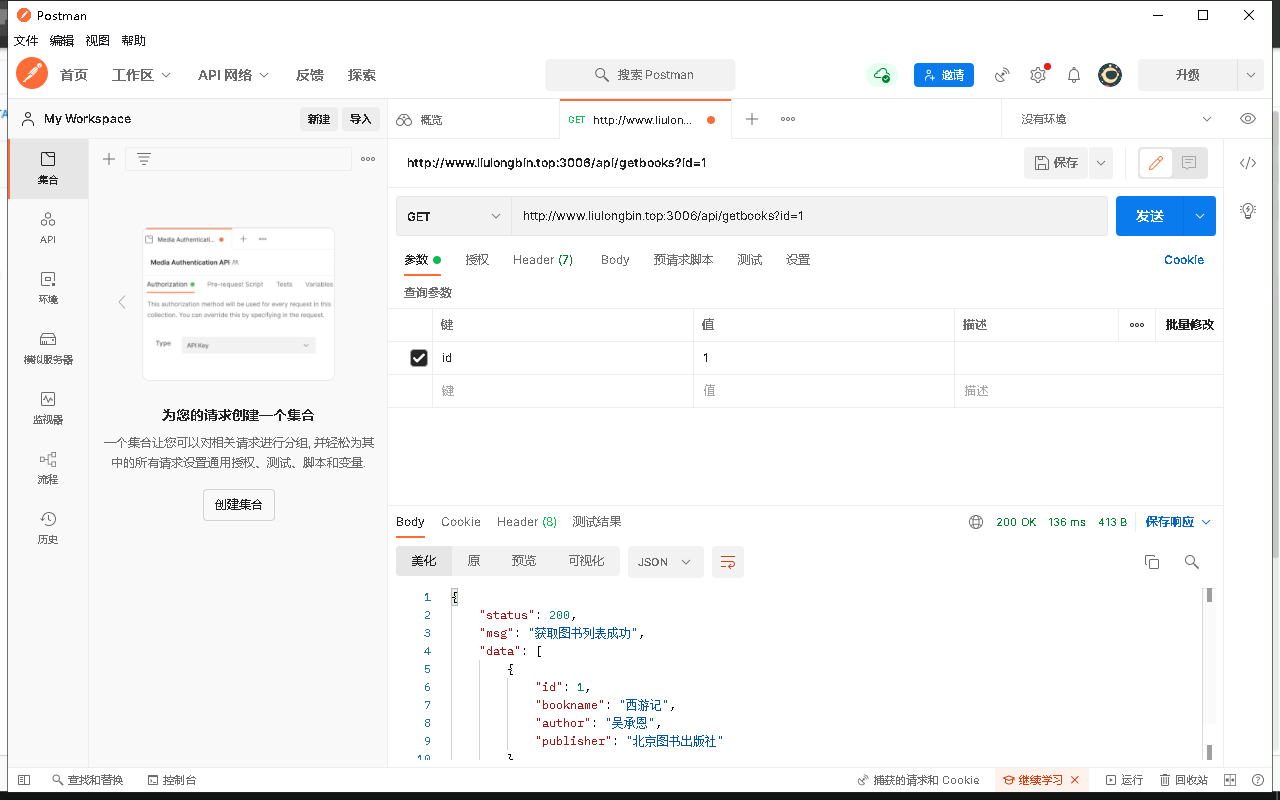 Postman
文件 编辑 视图 帮助
首页 工作区 API 网络 反馈 探索 搜索 Postman 邀请 升级
My Workspace 新建 导入 概览 GET http://www.liulon... 没有环境
集合
API
环境
模拟服务器
监视器
流程
历史
Media Authenticati...
Media Authentication API
Authorization Pre-request Script Tests Variables
This authorization method will be used for every request in this
collection. You can override this by specifying in the request.
Type API Key
为您的请求创建一个集合
一个集合让您可以对相关请求进行分组, 并轻松为其
中的所有请求设置通用授权、测试、脚本和变量.
创建集合
http://www.liulongbin.top:3006/api/getbooks?id=1 保存
GET http://www.liulongbin.top:3006/api/getbooks?id=1 发送
参数 授权 Header (7) Body 预请求脚本 测试 设置 Cookie
查询参数
键 值 描述 批量修改
id 1
键 值 描述
Body Cookie Header (8) 测试结果 200 OK 136 ms 413 B 保存响应
美化 原 预览 可视化 JSON
1 {
2 "status": 200,
3 "msg": "获取图书列表成功",
4 "data": [
5 {
6 "id": 1,
7 "bookname": "西游记",
8 "author": "吴承恩",
9 "publisher": "北京图书出版社"
10 }
查找和替换 控制台 捕获的请求和 Cookie 继续学习 运行 回收站